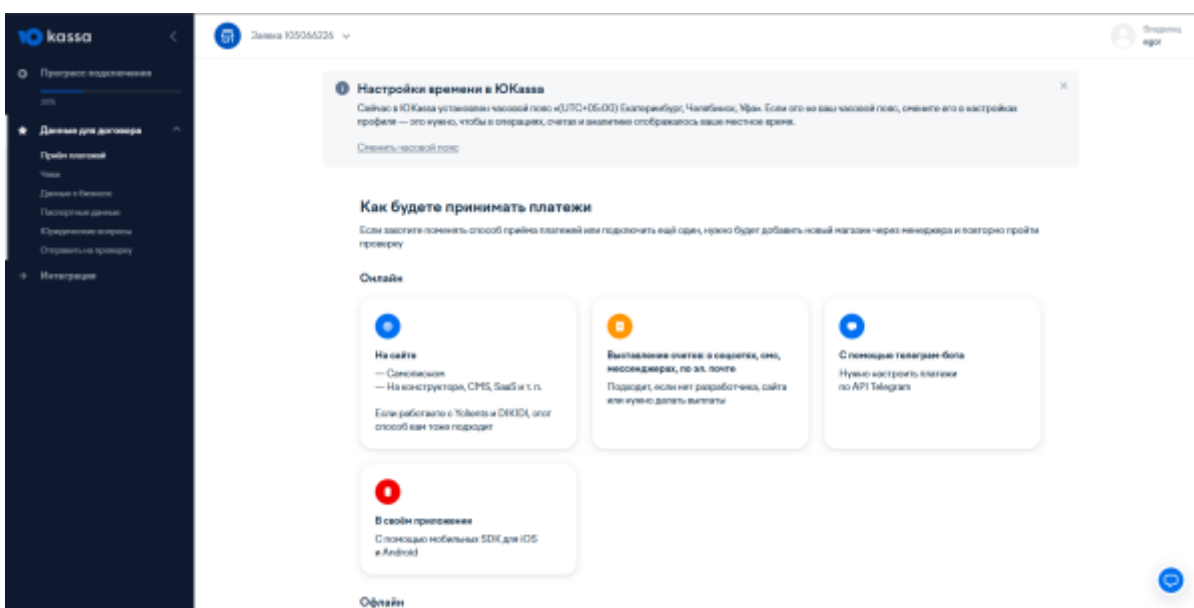 kassa
Заявка 105066226
Владелец
egor
Прогресс подключения
20%
Данные для договора
Приём платежей
Чеки
Данные о бизнесе
Паспортные данные
Юридические вопросы
Отправить на проверку
Интеграция
Настройки времени в ЮKassa
Сейчас в ЮKassa установлен часовой пояс «(UTC+05:00) Екатеринбург, Челябинск, Уфа». Если это не ваш часовой пояс, смените его в настройках
профиля — это нужно, чтобы в операциях, счетах и аналитике отображалось ваше местное время.
Сменить часовой пояс
Как будете принимать платежи
Если захотите поменять способ приёма платежей или подключить ещё один, нужно будет добавить новый магазин через менеджера и повторно пройти
проверку
Онлайн
На сайте
— Самописном
— На конструкторе, CMS, SaaS и т. п.
Если работаете с Yclients и DIKIDI, этот
способ вам тоже подходит
Выставление счетов: в соцсетях, смс,
мессенджерах, по эл. почте
Подходит, если нет разработчика, сайта
или нужно делать выплаты
С помощью телеграм-бота
Нужно настроить платежи
по API Telegram
В своём приложении
С помощью мобильных SDK для iOS
и Android
Офлайн